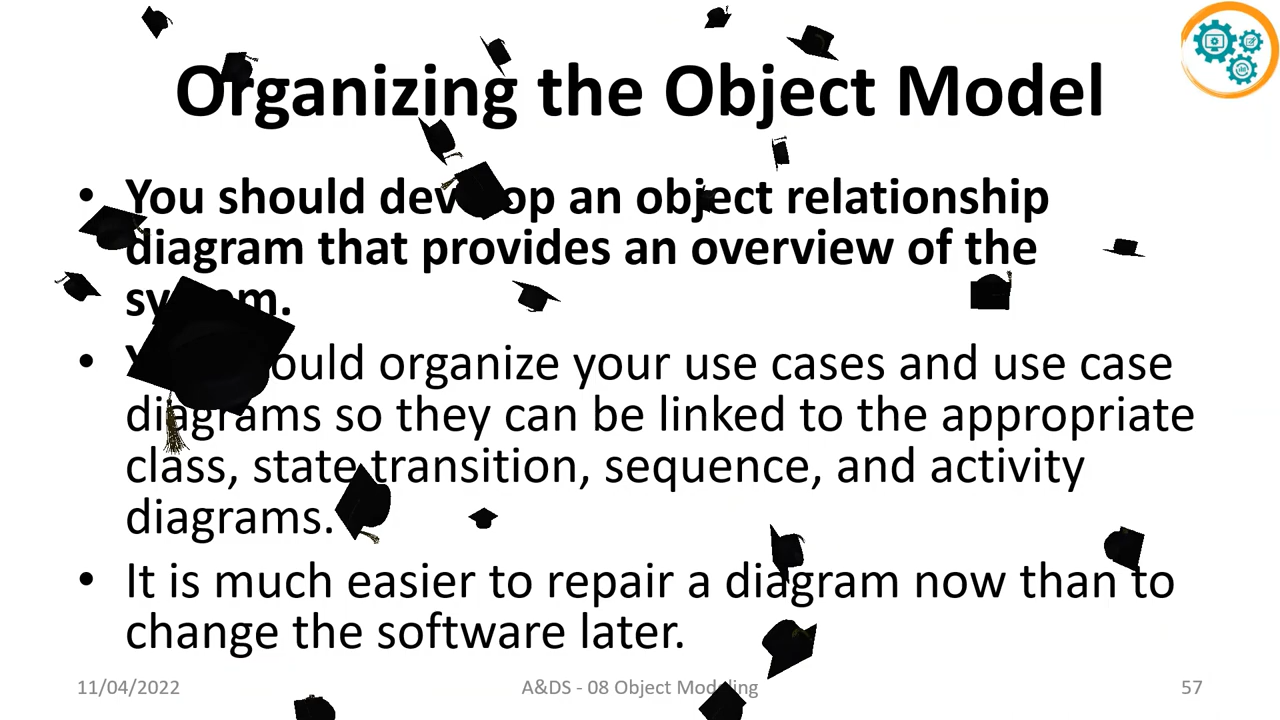 Organizing the Object Model
• You should develop an object relationship
diagram that provides an overview of the
system.
• You should organize your use cases and use case
diagrams so they can be linked to the appropriate
class, state transition, sequence, and activity
diagrams.
• It is much easier to repair a diagram now than to
change the software later.
11/04/2022
A&DS - 08 Object Modeling
57